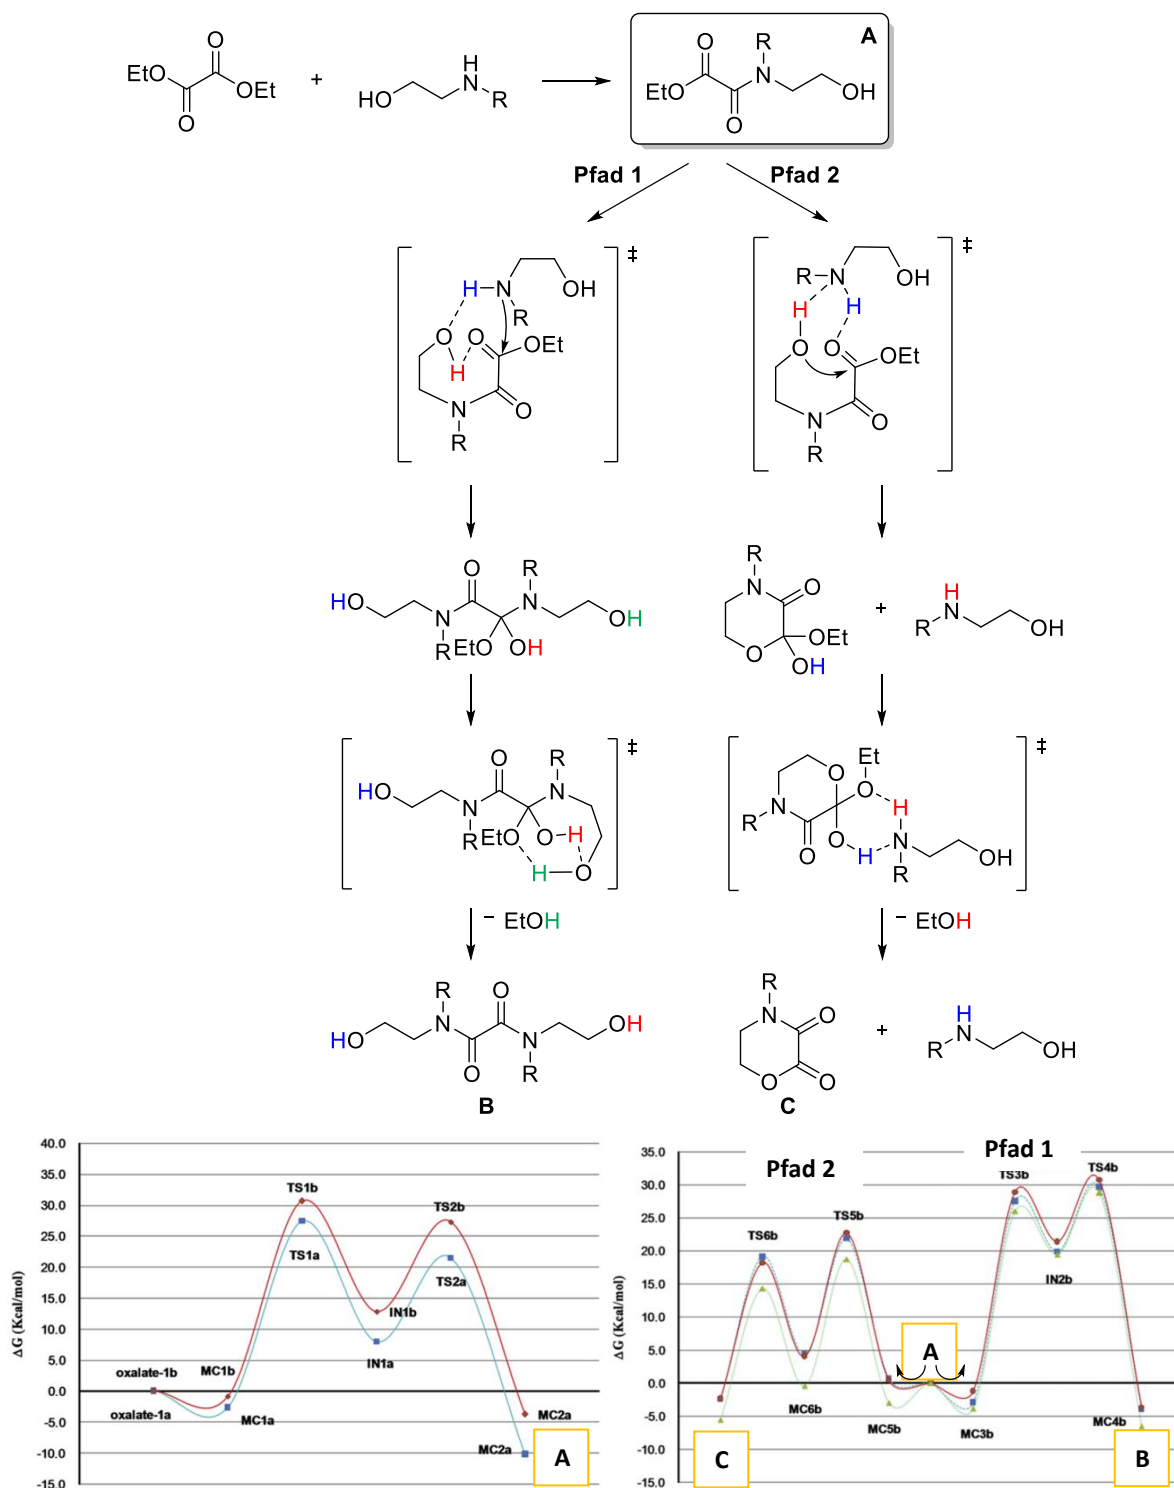 EtO O O OEt + HO H N R
A
EtO O O R N OH
Pfad 1 Pfad 2
‡ ‡
H N OH R O H O OEt N O R
R N OH H H O O OEt N O R
HO N R O EtO OH R N OH
R N O O OEt OH + H N R OH
‡ ‡
HO N R O EtO O H R N H O
R N O O Et O O H H N R OH
− EtOH − EtOH
HO N R O O R N OH
R N O O O + H N R OH
B C
40.0
35.0
30.0
25.0
20.0
15.0
10.0
5.0
0.0
-5.0
-10.0
-15.0
ΔG (Kcal/mol)
TS1b
TS1a
TS2b
TS2a
IN1b
IN1a
oxalate-1b
oxalate-1a
MC1b
MC1a
MC2a
MC2a
A
35.0
30.0
25.0
20.0
15.0
10.0
5.0
0.0
-5.0
-10.0
-15.0
ΔG (Kcal/mol)
Pfad 2
Pfad 1
TS3b
TS4b
TS6b
TS5b
IN2b
A
MC6b
MC5b
MC3b
MC4b
C
B